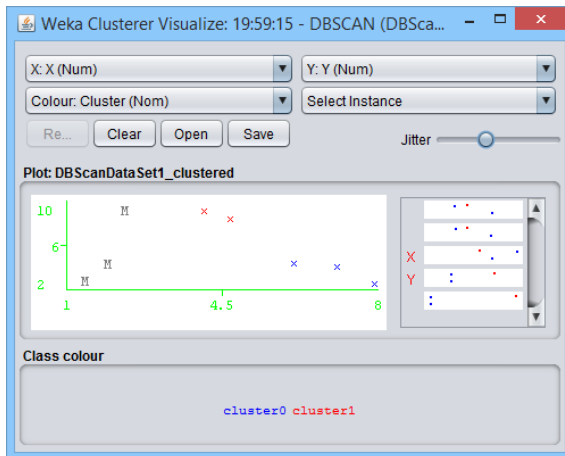 Weka Clusterer Visualize: 19:59:15 - DBSCAN (DBSca...
X: X (Num) Y: Y (Num)
Colour: Cluster (Nom) Select Instance
Re... Clear Open Save Jitter
Plot: DBScanDataSet1_clustered
10 M x x
6 M x x
2 M x
1 4.5 8
X
Y
Class colour
cluster0 cluster1